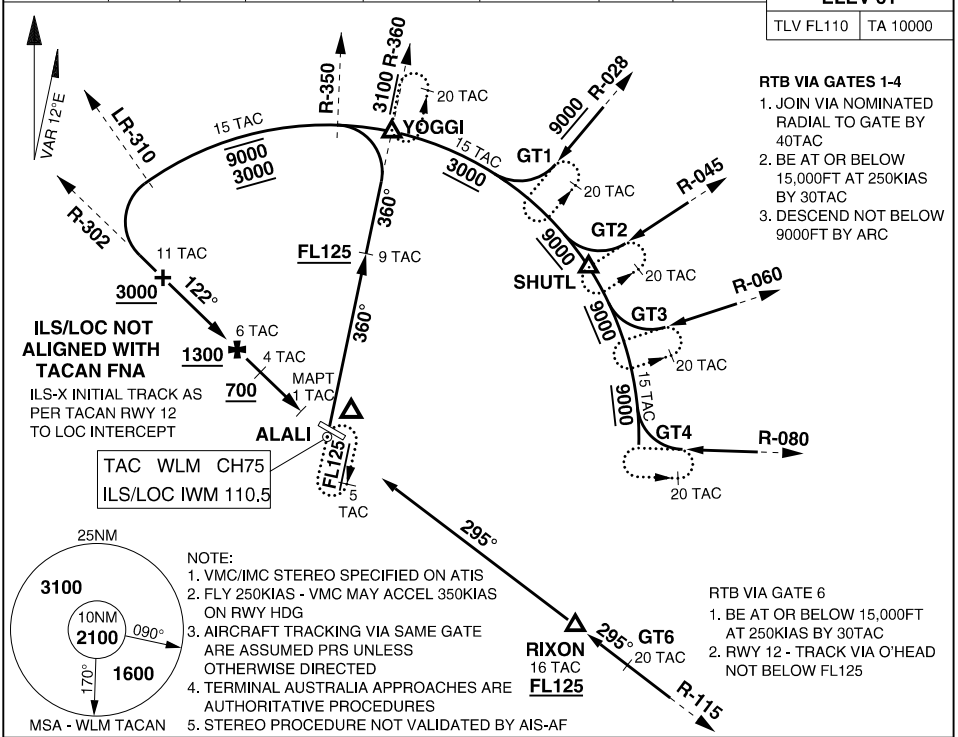 TLV FL110 TA 10000
VAR 12°E
LR-310
R-302
15 TAC
9000
3000
R-350
3100 R-360
20 TAC
YOGGI
15 TAC
3000
9000
R-028
GT1
20 TAC
R-045
GT2
9000
SHUTL
20 TAC
R-060
GT3
9000
20 TAC
15 TAC
9000
GT4
R-080
20 TAC
RTB VIA GATES 1-4
1. JOIN VIA NOMINATED
RADIAL TO GATE BY
40TAC
2. BE AT OR BELOW
15,000FT AT 250KIAS
BY 30TAC
3. DESCEND NOT BELOW
9000FT BY ARC
11 TAC
3000
122°
6 TAC
1300
4 TAC
700
MAPT
1 TAC
360°
FL125
9 TAC
360°
ILS/LOC NOT
ALIGNED WITH
TACAN FNA
ILS-X INITIAL TRACK AS
PER TACAN RWY 12
TO LOC INTERCEPT
ALALI
FL125
5
TAC
TAC WLM CH75
ILS/LOC IWM 110.5
295°
RIXON
16 TAC
FL125
295°
GT6
20 TAC
R-115
25NM
3100
10NM
2100
090°
1600
170°
MSA - WLM TACAN
NOTE:
1. VMC/IMC STEREO SPECIFIED ON ATIS
2. FLY 250KIAS - VMC MAY ACCEL 350KIAS
ON RWY HDG
3. AIRCRAFT TRACKING VIA SAME GATE
ARE ASSUMED PRS UNLESS
OTHERWISE DIRECTED
4. TERMINAL AUSTRALIA APPROACHES ARE
AUTHORITATIVE PROCEDURES
5. STEREO PROCEDURE NOT VALIDATED BY AIS-AF
RTB VIA GATE 6
1. BE AT OR BELOW 15,000FT
AT 250KIAS BY 30TAC
2. RWY 12 - TRACK VIA O'HEAD
NOT BELOW FL125